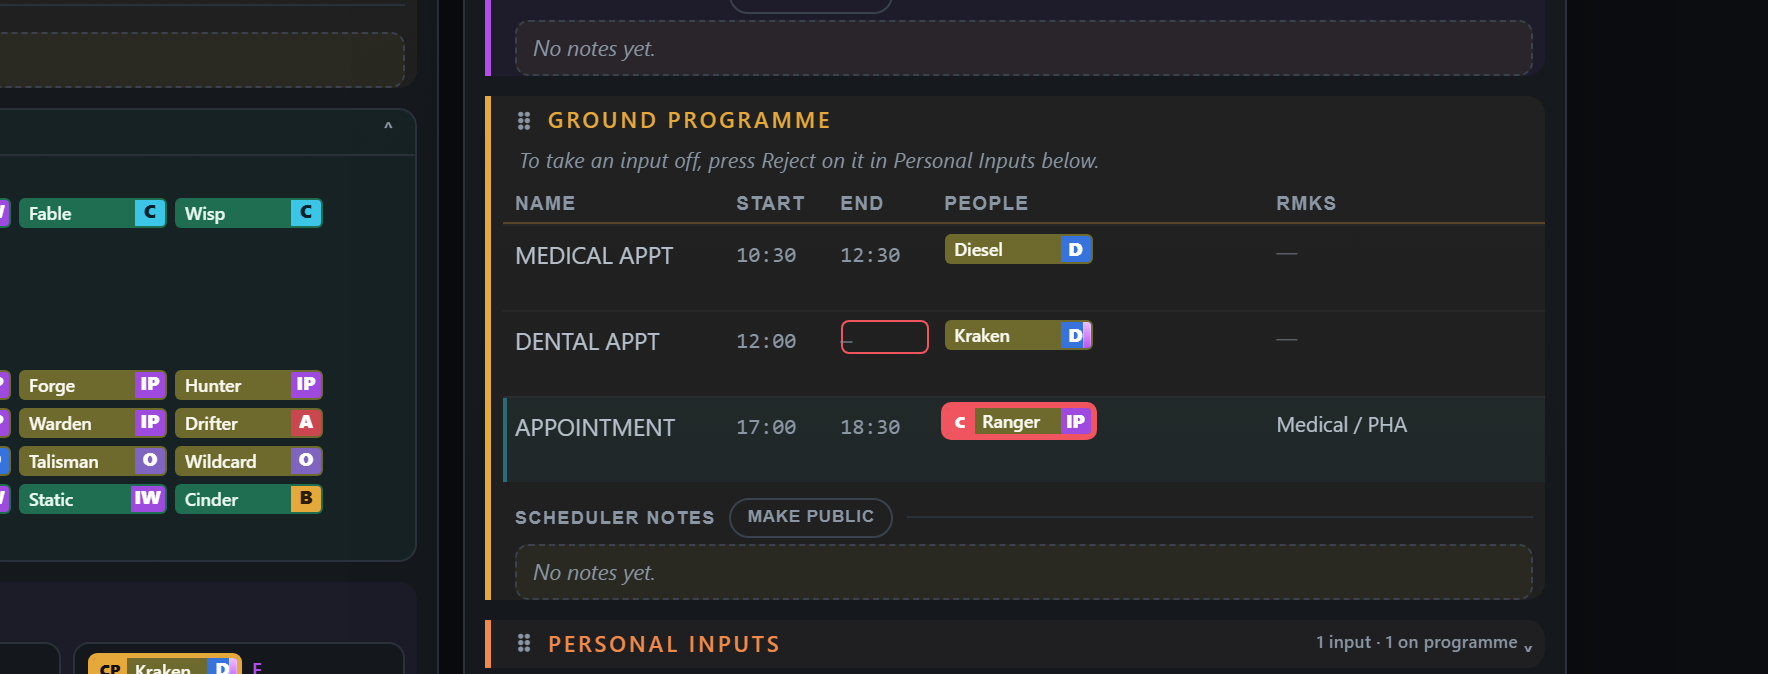 No notes yet.
^
GROUND PROGRAMME
To take an input off, press Reject on it in Personal Inputs below.
NAME START END PEOPLE RMKS
Fable C Wisp C
MEDICAL APPT 10:30 12:30 Diesel D —
DENTAL APPT 12:00 — Kraken D —
Forge IP Hunter IP
Warden IP Drifter A
APPOINTMENT 17:00 18:30 C Ranger IP Medical / PHA
Talisman O Wildcard O
Static IW Cinder B
SCHEDULER NOTES MAKE PUBLIC
No notes yet.
PERSONAL INPUTS 1 input · 1 on programme
CP Kraken D